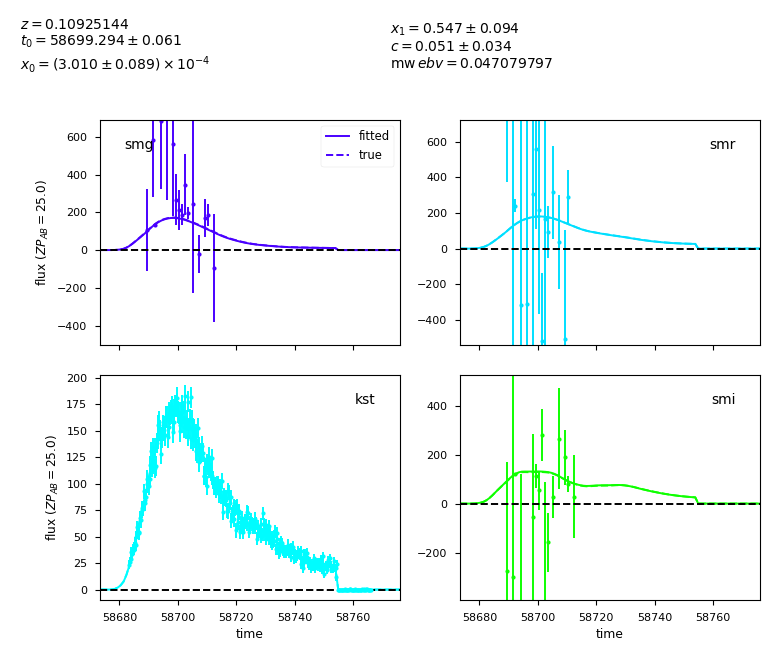 z = 0.10925144
t₀ = 58699.294 ± 0.061
x₀ = (3.010 ± 0.089) × 10⁻⁴
x₁ = 0.547 ± 0.094
c = 0.051 ± 0.034
mwebv = 0.047079797
smg
fitted
true
600
400
200
0
−200
−400
flux (ZP_AB = 25.0)
smr
600
400
200
0
−200
−400
kst
200
175
150
125
100
75
50
25
0
flux (ZP_AB = 25.0)
58680 58700 58720 58740 58760
time
smi
400
200
0
−200
58680 58700 58720 58740 58760
time